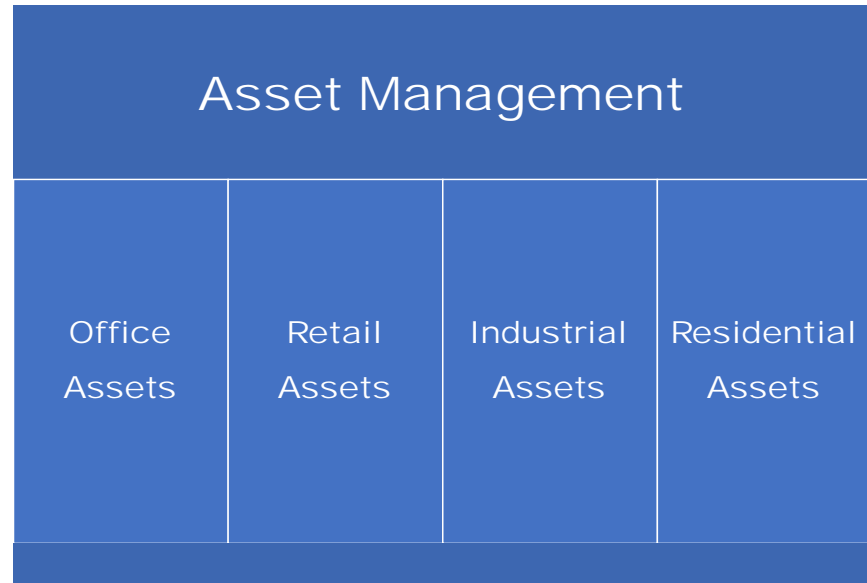 Asset Management
Office
Assets
Retail
Assets
Industrial
Assets
Residential
Assets